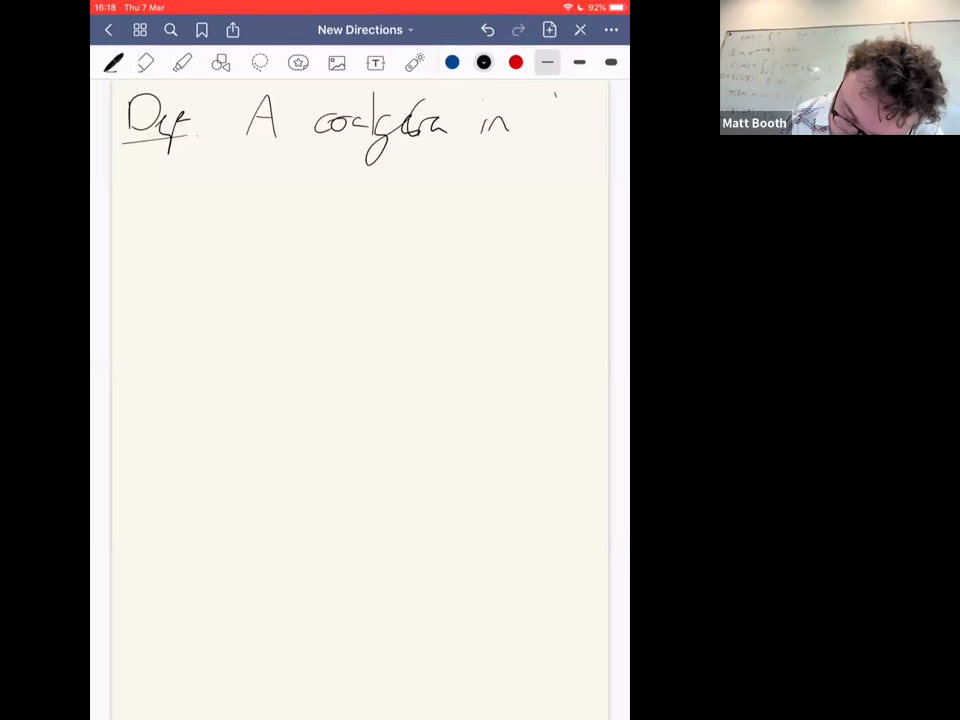 16:18 Thu 7 Mar 92%
New Directions
Def. A coalgebra in
Matt Booth